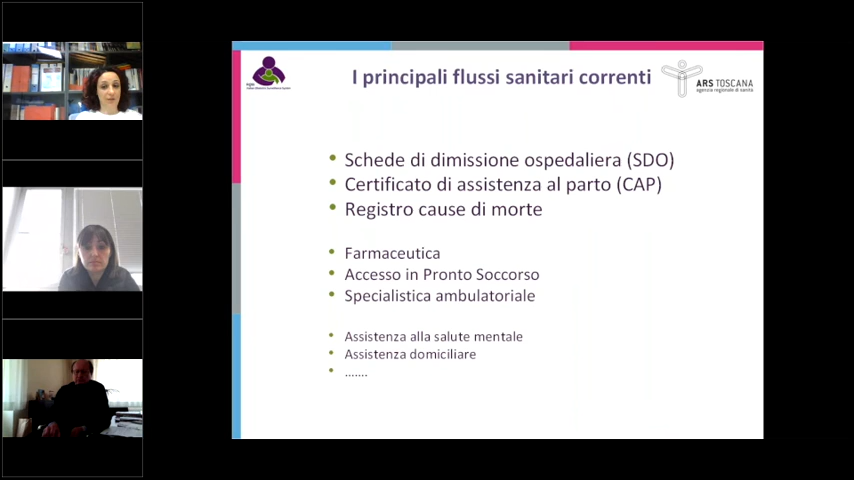 I principali flussi sanitari correnti
ARS TOSCANA
agenzia regionale di sanità
• Schede di dimissione ospedaliera (SDO)
• Certificato di assistenza al parto (CAP)
• Registro cause di morte
• Farmaceutica
• Accesso in Pronto Soccorso
• Specialistica ambulatoriale
• Assistenza alla salute mentale
• Assistenza domiciliare
• .......